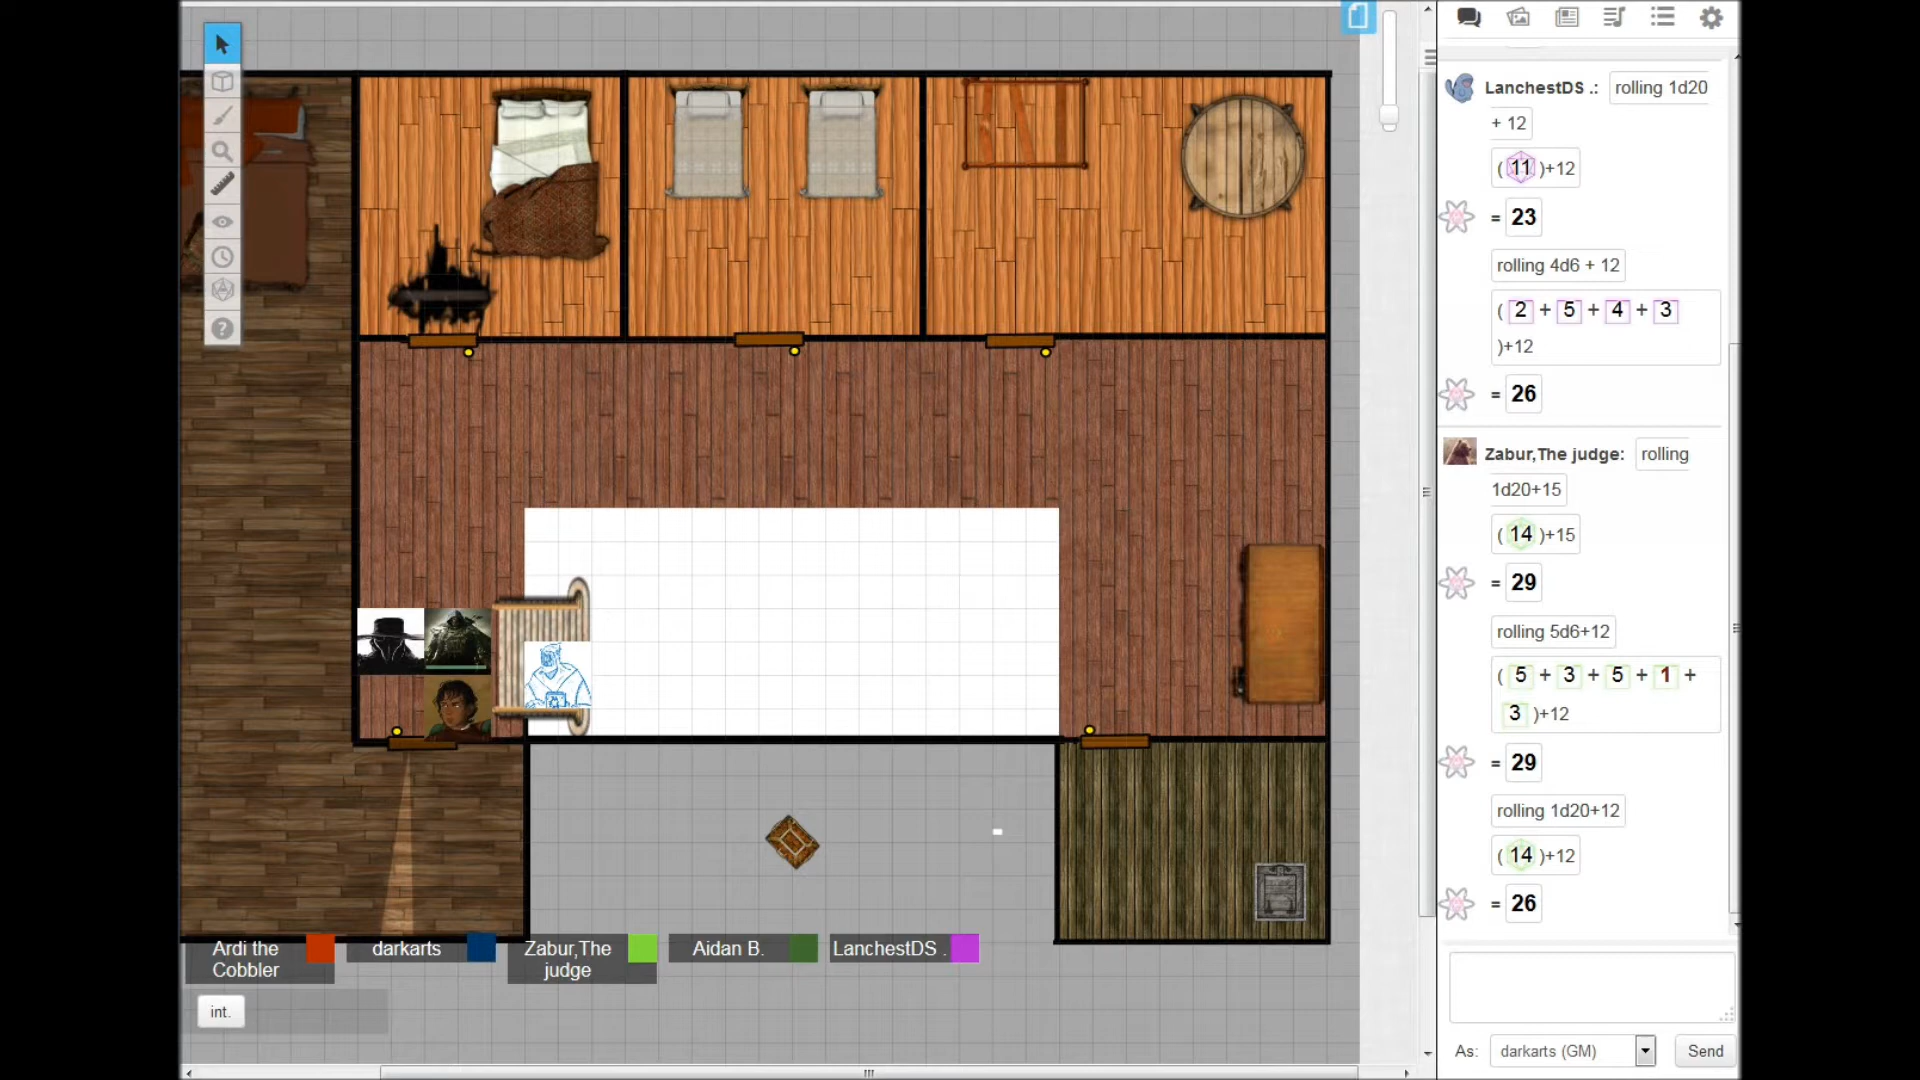 LanchestDS .: rolling 1d20
+ 12
( 11 )+12
= 23
rolling 4d6 + 12
( 2 + 5 + 4 + 3
)+12
= 26
Zabur,The judge: rolling
1d20+15
( 14 )+15
= 29
rolling 5d6+12
( 5 + 3 + 5 + 1 +
3 )+12
= 29
rolling 1d20+12
( 14 )+12
= 26
Ardi the
Cobbler
darkarts
Zabur,The
judge
Aidan B.
LanchestDS .
int.
As: darkarts (GM) Send